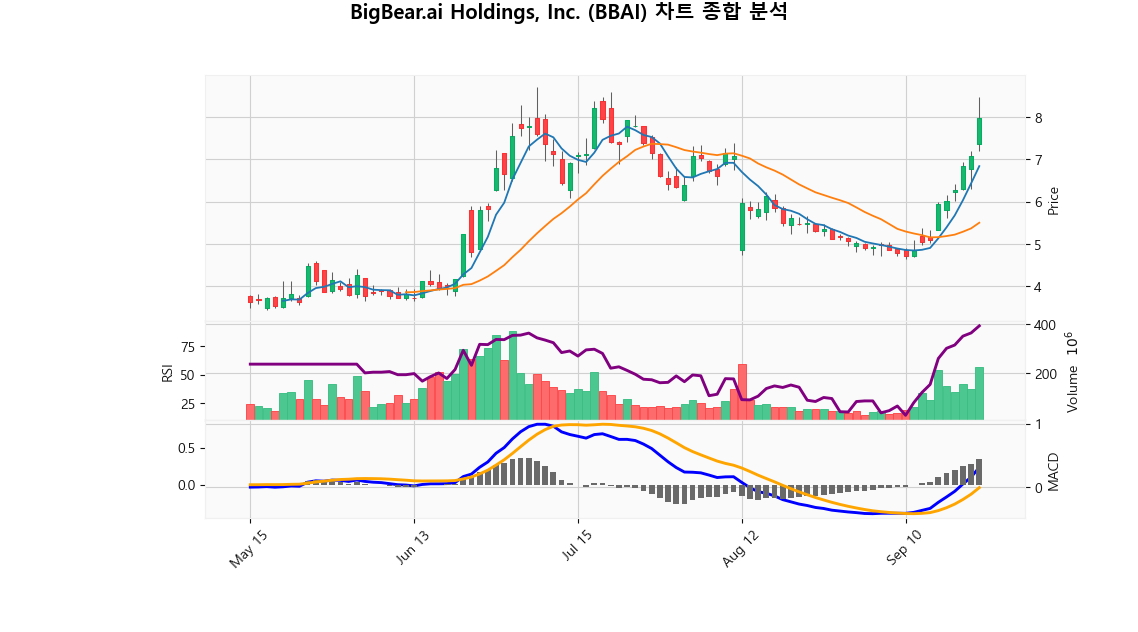 BigBear.ai Holdings, Inc. (BBAI) 차트 종합 분석
8
7
6
5
4
Price
400
200
Volume 10^6
75
50
25
RSI
0.5
0.0
1
0
MACD
May 15
Jun 13
Jul 15
Aug 12
Sep 10